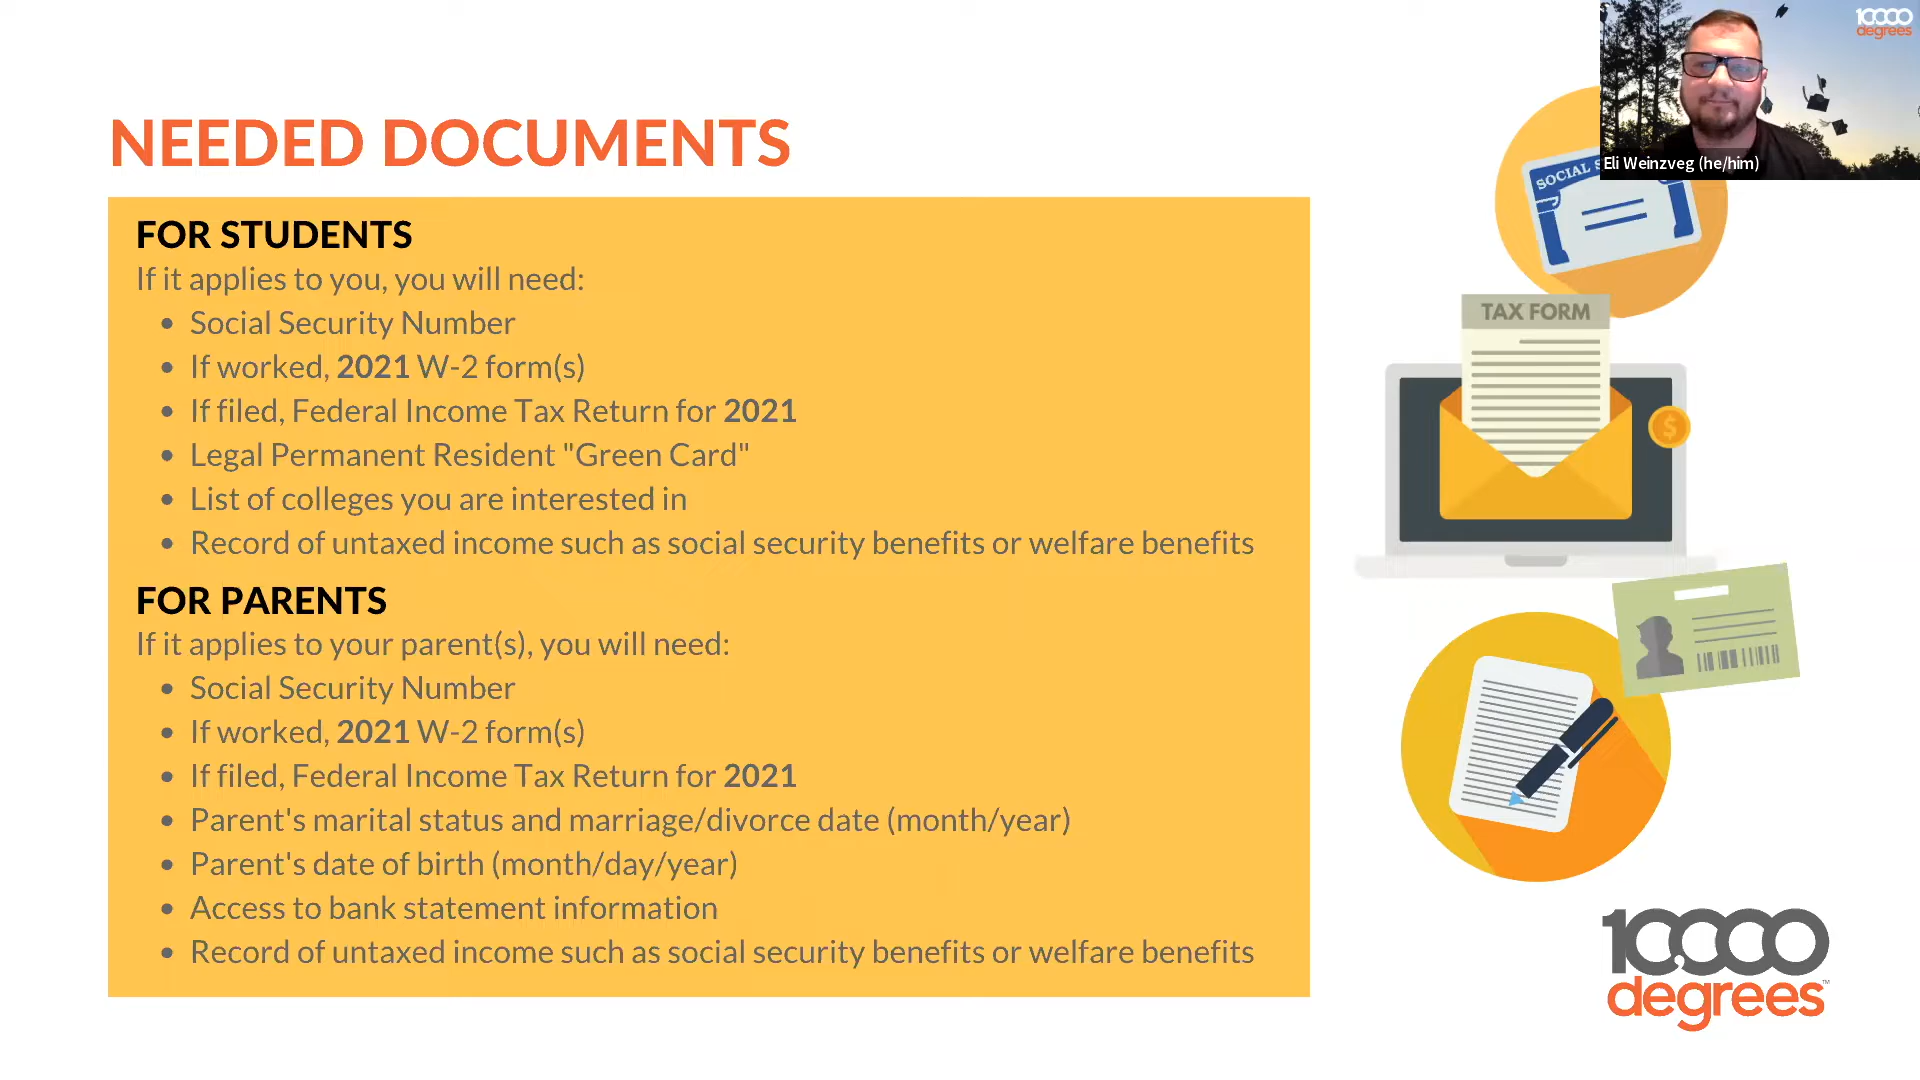 10,000
degrees
Eli Weinzveg (he/him)
NEEDED DOCUMENTS
FOR STUDENTS
If it applies to you, you will need:
• Social Security Number
• If worked, 2021 W-2 form(s)
• If filed, Federal Income Tax Return for 2021
• Legal Permanent Resident "Green Card"
• List of colleges you are interested in
• Record of untaxed income such as social security benefits or welfare benefits
FOR PARENTS
If it applies to your parent(s), you will need:
• Social Security Number
• If worked, 2021 W-2 form(s)
• If filed, Federal Income Tax Return for 2021
• Parent's marital status and marriage/divorce date (month/year)
• Parent's date of birth (month/day/year)
• Access to bank statement information
• Record of untaxed income such as social security benefits or welfare benefits
SOCIAL S
TAX FORM
$
10,000
degrees™